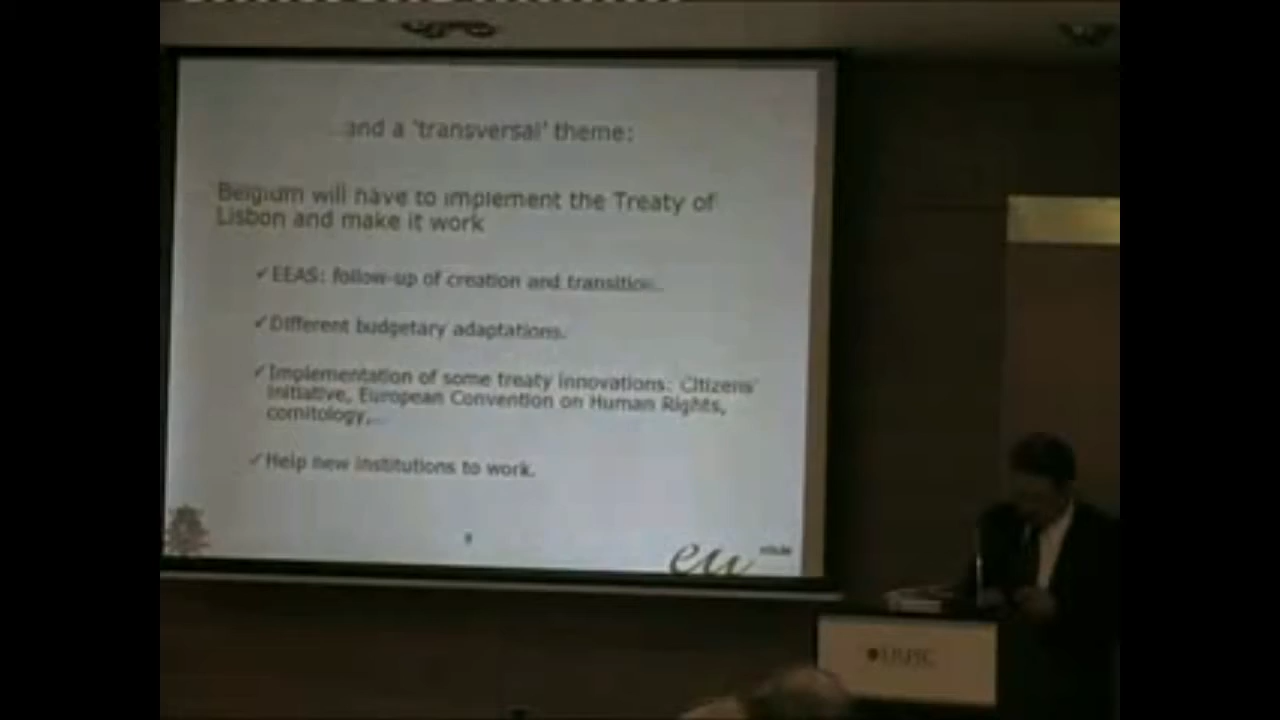 ...and a 'transversal' theme:
Belgium will have to implement the Treaty of
Lisbon and make it work
✓EEAS: follow-up of creation and transition...
✓Different budgetary adaptations.
✓Implementation of some treaty innovations: Citizens'
Initiative, European Convention on Human Rights,
comitology,...
✓Help new institutions to work.
eu